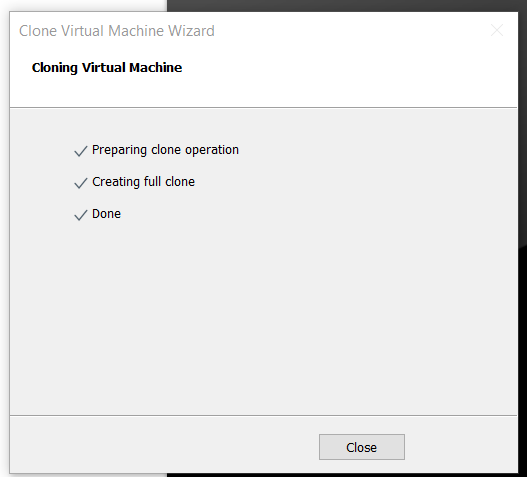 Clone Virtual Machine Wizard
Cloning Virtual Machine
Preparing clone operation
Creating full clone
Done
Close